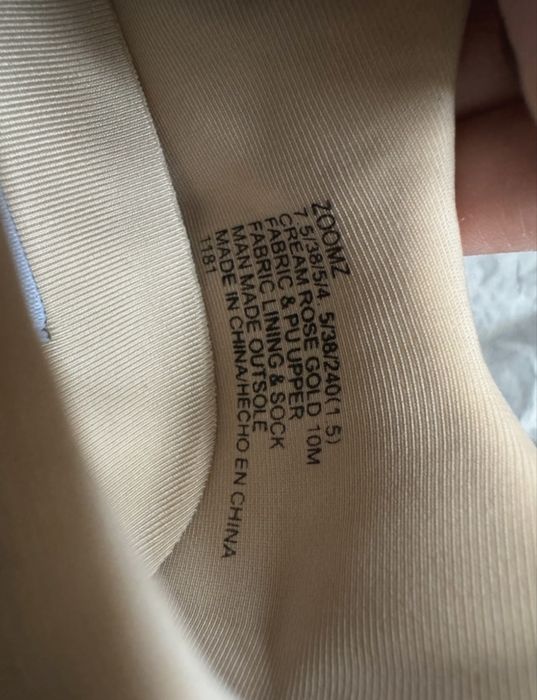 ZOOMZ
7.5/38/5/4.5/38/240(1.5)
CREAM ROSE GOLD 10M
FABRIC & PU UPPER
FABRIC LINING & SOCK
MAN MADE OUTSOLE
MADE IN CHINA/HECHO EN CHINA
1181